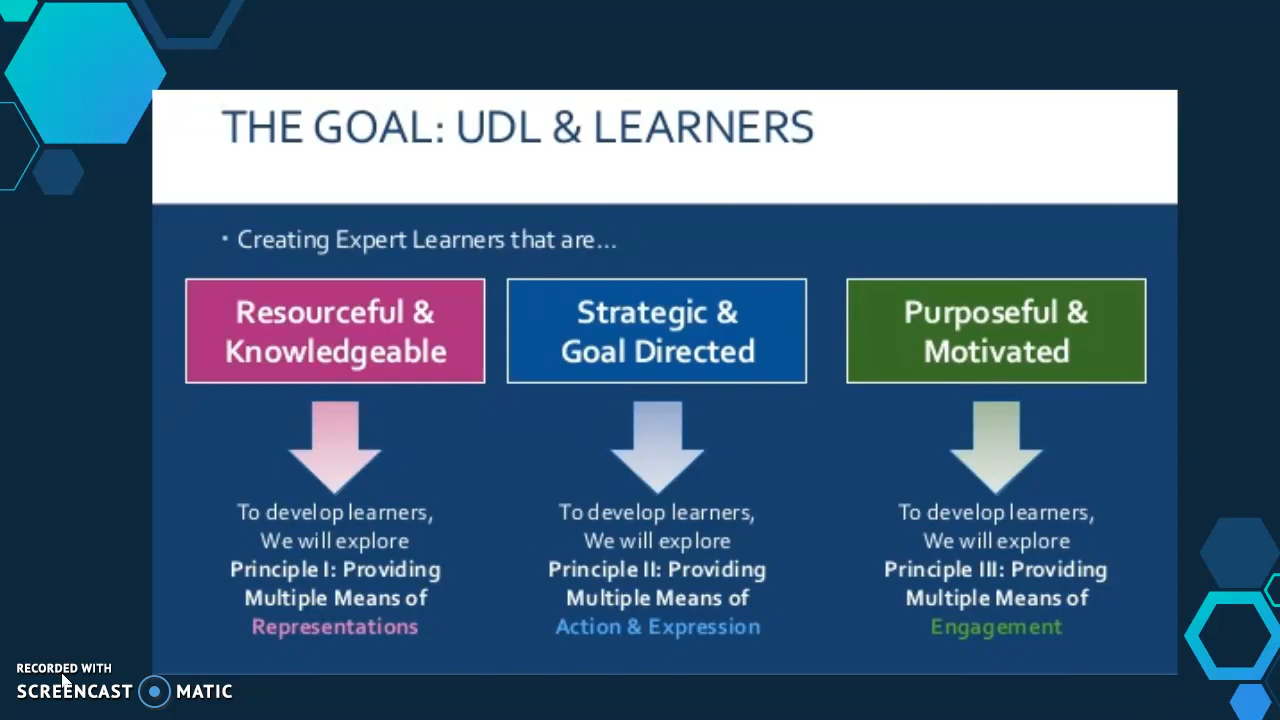 THE GOAL: UDL & LEARNERS
• Creating Expert Learners that are...
Resourceful &
Knowledgeable
Strategic &
Goal Directed
Purposeful &
Motivated
To develop learners,
We will explore
Principle I: Providing
Multiple Means of
Representations
To develop learners,
We will explore
Principle II: Providing
Multiple Means of
Action & Expression
To develop learners,
We will explore
Principle III: Providing
Multiple Means of
Engagement
RECORDED WITH
SCREENCAST MATIC